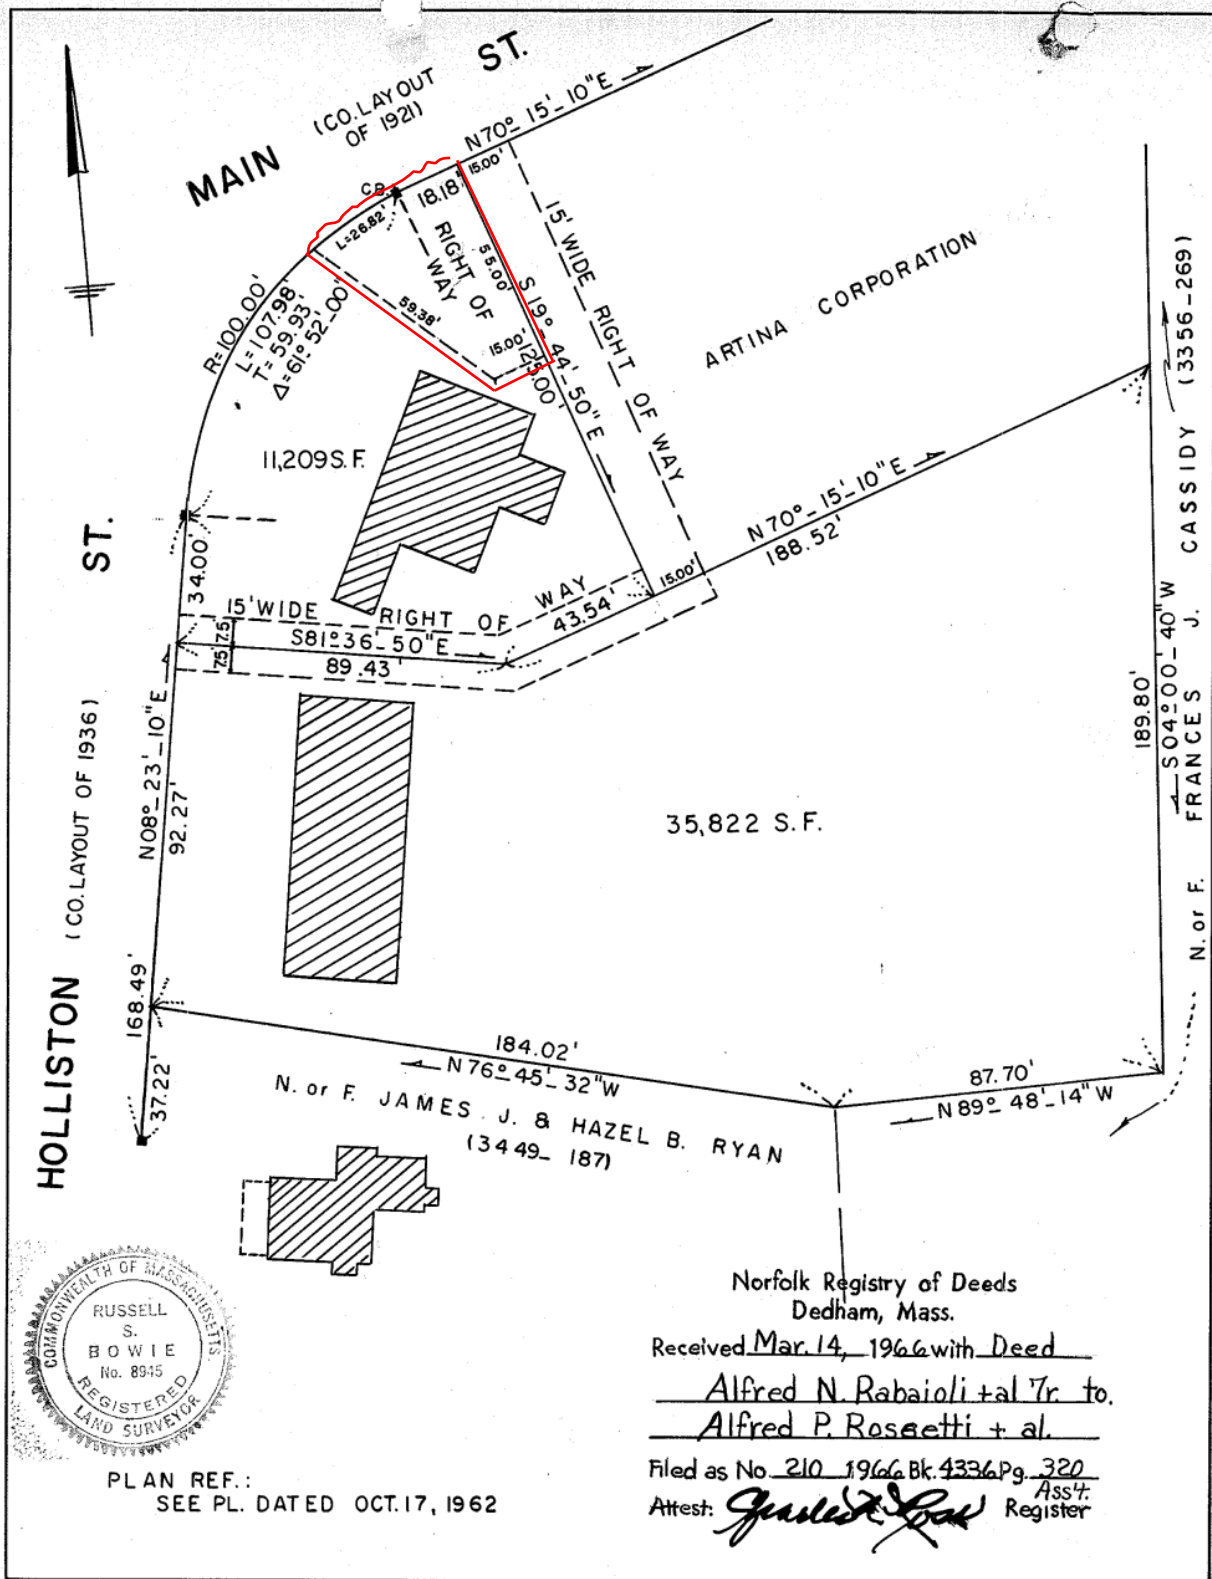 MAIN ST.
(CO. LAYOUT
OF 1921)
N70°-15'-10"E
15.00'
C.B.
18.18'
L=26.82'
RIGHT OF
WAY
55.00'
59.38'
15.00'
S 19°-44'-50"E
125.00'
15' WIDE RIGHT OF WAY
ARTINA CORPORATION
R=100.00'
L=107.98'
T=59.93'
Δ=61°-52'-00"
11,209 S.F.
HOLLISTON ST.
(CO. LAYOUT OF 1936)
34.00'
15' WIDE RIGHT OF WAY
7.5
7.5'
S81°-36'-50"E
89.43'
43.54'
15.00'
N70°-15'-10"E
188.52'
N08°-23'-10"E
92.27'
168.49'
37.22'
35,822 S.F.
189.80'
S04°-00'-40"W
N. or F. FRANCES J. CASSIDY (3356-269)
184.02'
N76°-45'-32"W
87.70'
N89°-48'-14"W
N. or F. JAMES J. & HAZEL B. RYAN
(3449-187)
COMMONWEALTH OF MASSACHUSETTS
RUSSELL
S.
BOWIE
No. 8945
REGISTERED
LAND SURVEYOR
PLAN REF.:
SEE PL. DATED OCT. 17, 1962
Norfolk Registry of Deeds
Dedham, Mass.
Received Mar. 14, 1966 with Deed
Alfred N. Rabaioli + al Tr. to.
Alfred P. Rossetti + al.
Filed as No. 210 1966 Bk. 4336 Pg. 320
Attest:
Ass't.
Register